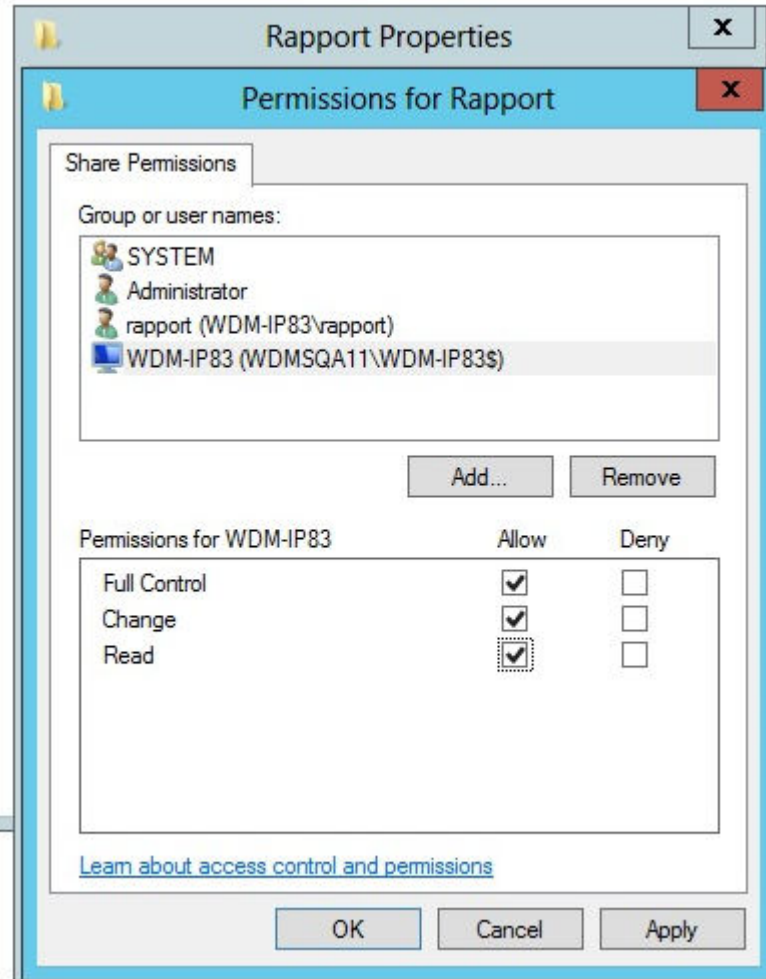 Rapport Properties
x
Permissions for Rapport
x
Share Permissions
Group or user names:
SYSTEM
Administrator
rapport (WDM-IP83\rapport)
WDM-IP83 (WDMSQA11\WDM-IP83$)
Add... Remove
Permissions for WDM-IP83 Allow Deny
Full Control
Change
Read
Learn about access control and permissions
OK Cancel Apply